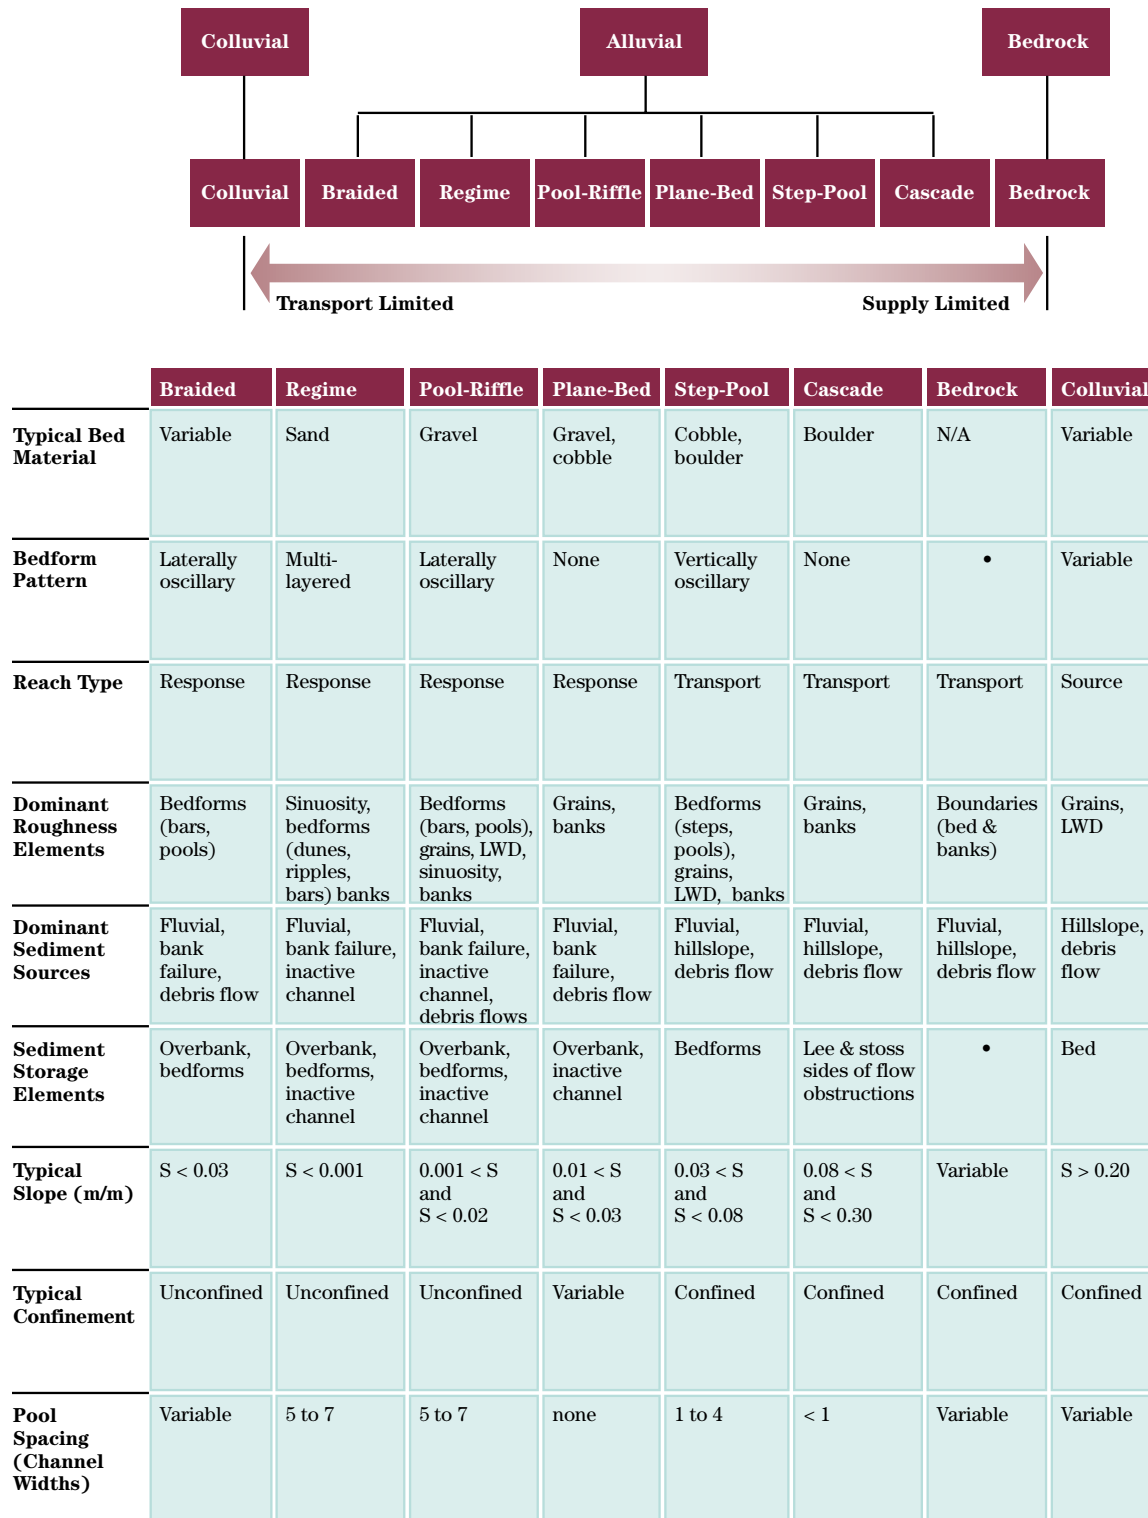 Colluvial
Alluvial
Bedrock
Colluvial
Braided
Regime
Pool-Riffle
Plane-Bed
Step-Pool
Cascade
Bedrock
Transport Limited
Supply Limited
Braided
Regime
Pool-Riffle
Plane-Bed
Step-Pool
Cascade
Bedrock
Colluvial
Typical Bed
Material
Variable
Sand
Gravel
Gravel,
cobble
Cobble,
boulder
Boulder
N/A
Variable
Bedform
Pattern
Laterally
oscillary
Multi-
layered
Laterally
oscillary
None
Vertically
oscillary
None
•
Variable
Reach Type
Response
Response
Response
Response
Transport
Transport
Transport
Source
Dominant
Roughness
Elements
Bedforms
(bars,
pools)
Sinuosity,
bedforms
(dunes,
ripples,
bars) banks
Bedforms
(bars, pools),
grains, LWD,
sinuosity,
banks
Grains,
banks
Bedforms
(steps,
pools),
grains,
LWD, banks
Grains,
banks
Boundaries
(bed &
banks)
Grains,
LWD
Dominant
Sediment
Sources
Fluvial,
bank
failure,
debris flow
Fluvial,
bank failure,
inactive
channel
Fluvial,
bank failure,
inactive
channel,
debris flows
Fluvial,
bank
failure,
debris flow
Fluvial,
hillslope,
debris flow
Fluvial,
hillslope,
debris flow
Fluvial,
hillslope,
debris flow
Hillslope,
debris
flow
Sediment
Storage
Elements
Overbank,
bedforms
Overbank,
bedforms,
inactive
channel
Overbank,
bedforms,
inactive
channel
Overbank,
inactive
channel
Bedforms
Lee & stoss
sides of flow
obstructions
•
Bed
Typical
Slope (m/m)
S < 0.03
S < 0.001
0.001 < S
and
S < 0.02
0.01 < S
and
S < 0.03
0.03 < S
and
S < 0.08
0.08 < S
and
S < 0.30
Variable
S > 0.20
Typical
Confinement
Unconfined
Unconfined
Unconfined
Variable
Confined
Confined
Confined
Confined
Pool
Spacing
(Channel
Widths)
Variable
5 to 7
5 to 7
none
1 to 4
< 1
Variable
Variable